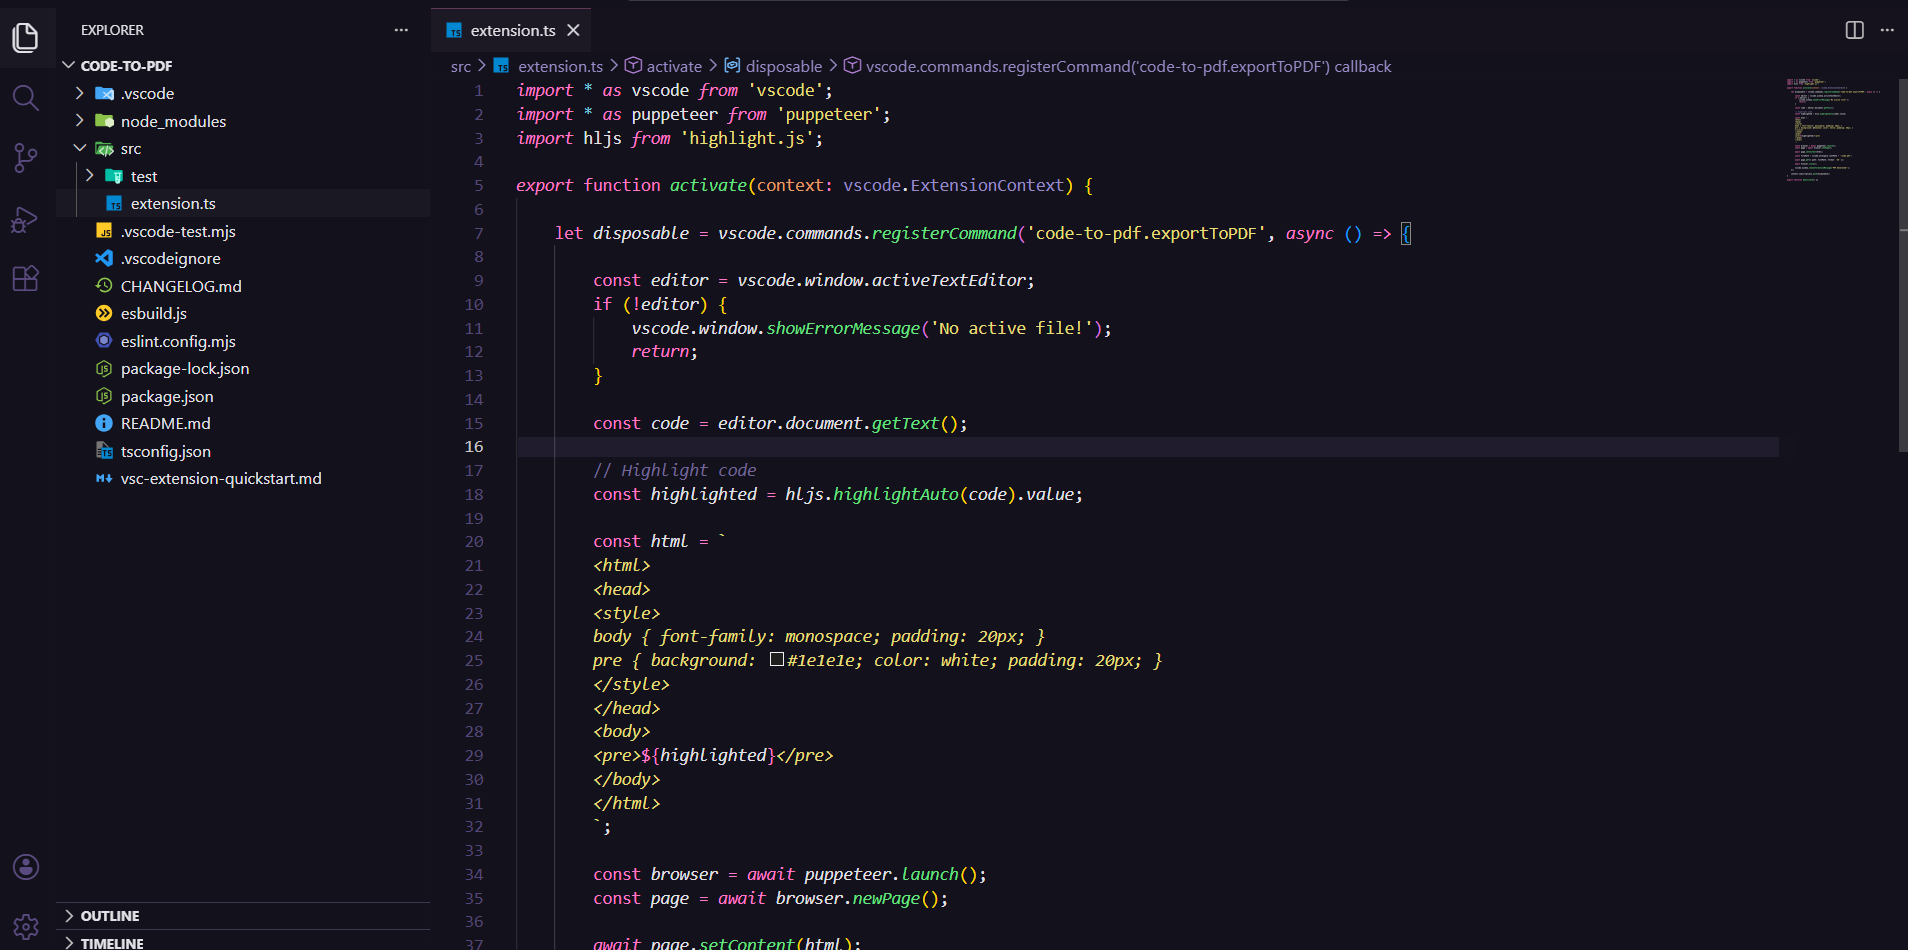 EXPLORER
CODE-TO-PDF
.vscode
node_modules
src
test
extension.ts
.vscode-test.mjs
.vscodeignore
CHANGELOG.md
esbuild.js
eslint.config.mjs
package-lock.json
package.json
README.md
tsconfig.json
vsc-extension-quickstart.md
OUTLINE
TIMELINE
extension.ts
src > extension.ts > activate > disposable > vscode.commands.registerCommand('code-to-pdf.exportToPDF') callback
1 import * as vscode from 'vscode';
2 import * as puppeteer from 'puppeteer';
3 import hljs from 'highlight.js';
4
5 export function activate(context: vscode.ExtensionContext) {
6
7 let disposable = vscode.commands.registerCommand('code-to-pdf.exportToPDF', async () => {
8
9 const editor = vscode.window.activeTextEditor;
10 if (!editor) {
11 vscode.window.showErrorMessage('No active file!');
12 return;
13 }
14
15 const code = editor.document.getText();
16
17 // Highlight code
18 const highlighted = hljs.highlightAuto(code).value;
19
20 const html = `
21 <html>
22 <head>
23 <style>
24 body { font-family: monospace; padding: 20px; }
25 pre { background: #1e1e1e; color: white; padding: 20px; }
26 </style>
27 </head>
28 <body>
29 <pre>${highlighted}</pre>
30 </body>
31 </html>
32 `;
33
34 const browser = await puppeteer.launch();
35 const page = await browser.newPage();
36
37 await page.setContent(html);